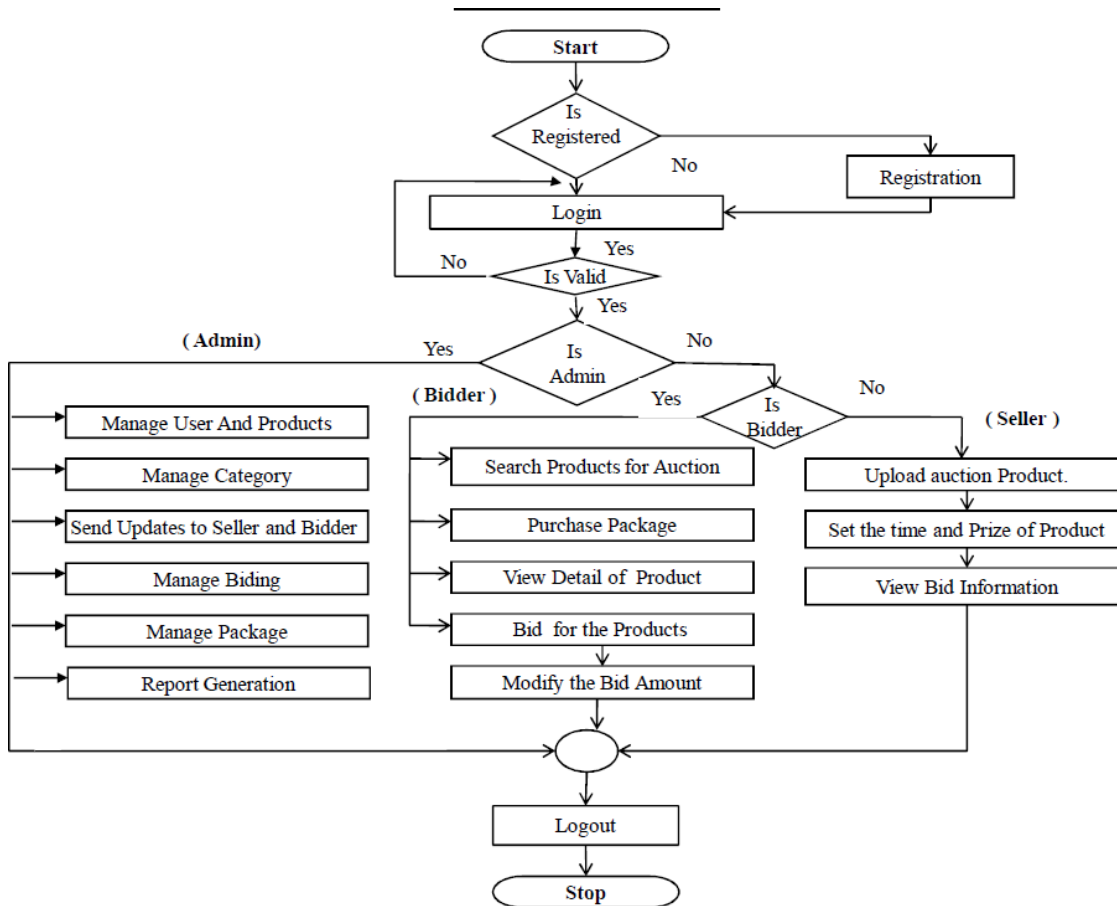 Start
Is
Registered
No
Registration
Login
Yes
No
Is Valid
Yes
( Admin)
Yes
Is
Admin
No
( Bidder )
Yes
Is
Bidder
No
( Seller )
Manage User And Products
Manage Category
Send Updates to Seller and Bidder
Manage Biding
Manage Package
Report Generation
Search Products for Auction
Purchase Package
View Detail of Product
Bid for the Products
Modify the Bid Amount
Upload auction Product.
Set the time and Prize of Product
View Bid Information
Logout
Stop